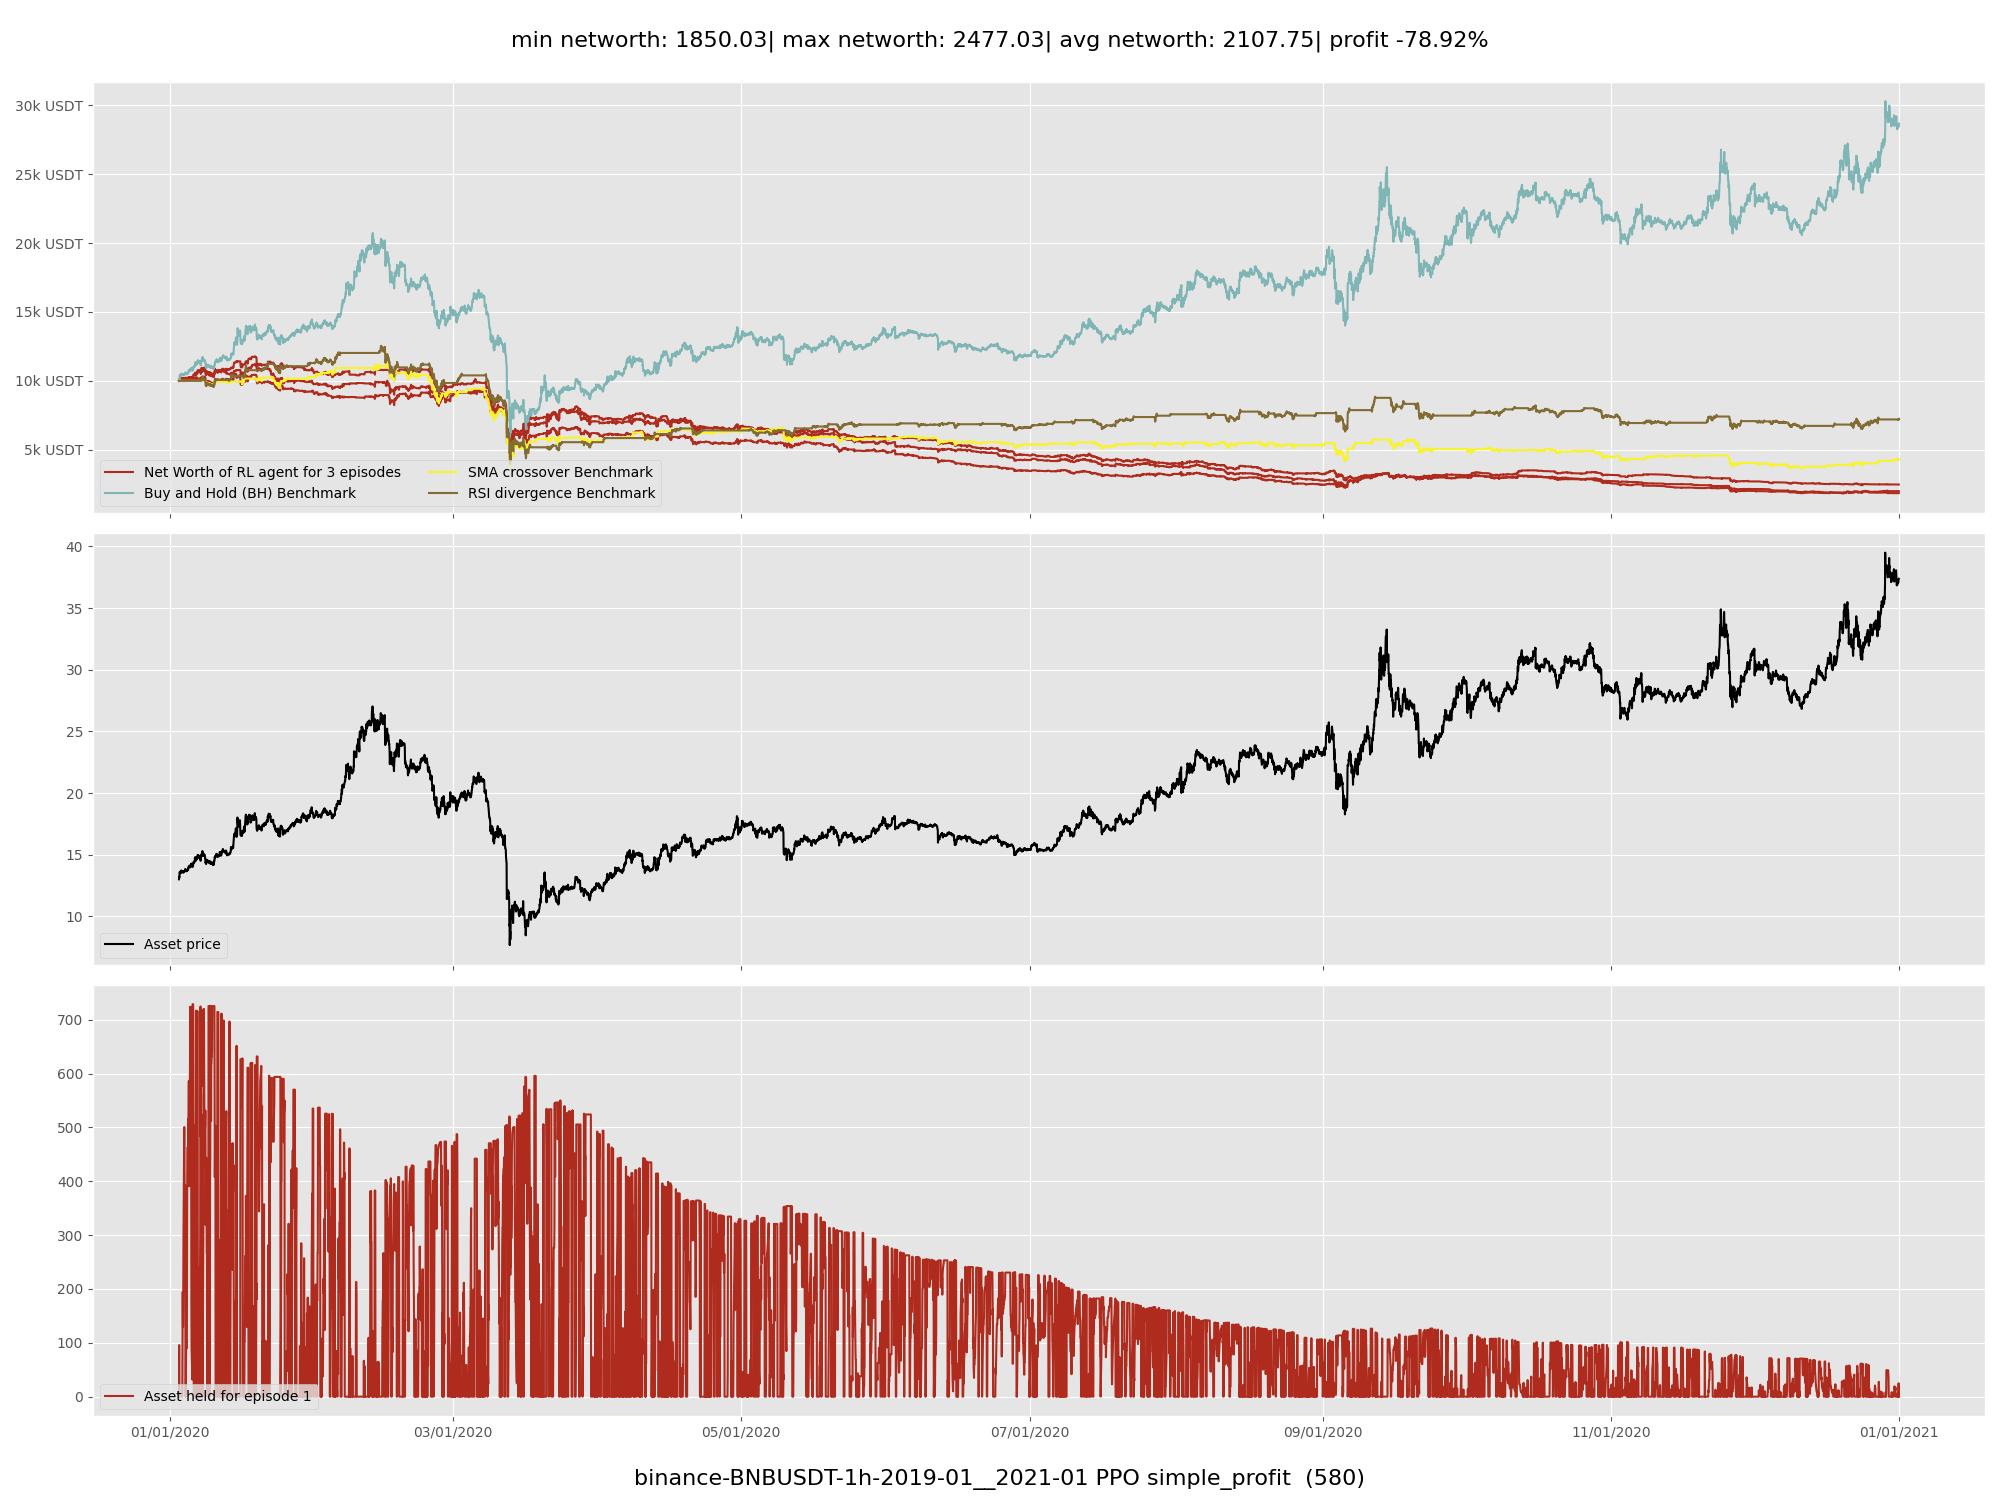 min networth: 1850.03| max networth: 2477.03| avg networth: 2107.75| profit -78.92%
30k USDT
25k USDT
20k USDT
15k USDT
10k USDT
5k USDT
Net Worth of RL agent for 3 episodes
Buy and Hold (BH) Benchmark
SMA crossover Benchmark
RSI divergence Benchmark
40
35
30
25
20
15
10
Asset price
700
600
500
400
300
200
100
0
Asset held for episode 1
01/01/2020 03/01/2020 05/01/2020 07/01/2020 09/01/2020 11/01/2020 01/01/2021
binance-BNBUSDT-1h-2019-01__2021-01 PPO simple_profit (580)